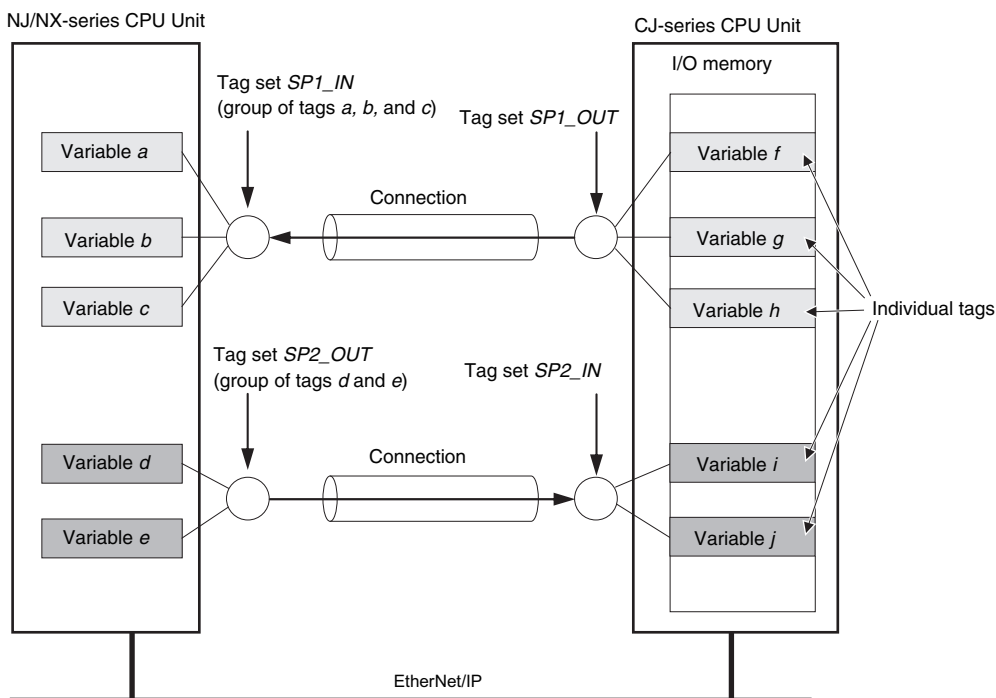 NJ/NX-series CPU Unit
CJ-series CPU Unit
I/O memory
Tag set SP1_IN
(group of tags a, b, and c)
Tag set SP1_OUT
Variable a
Variable f
Connection
Variable b
Variable g
Variable c
Variable h
Individual tags
Tag set SP2_OUT
(group of tags d and e)
Tag set SP2_IN
Connection
Variable d
Variable i
Variable e
Variable j
EtherNet/IP